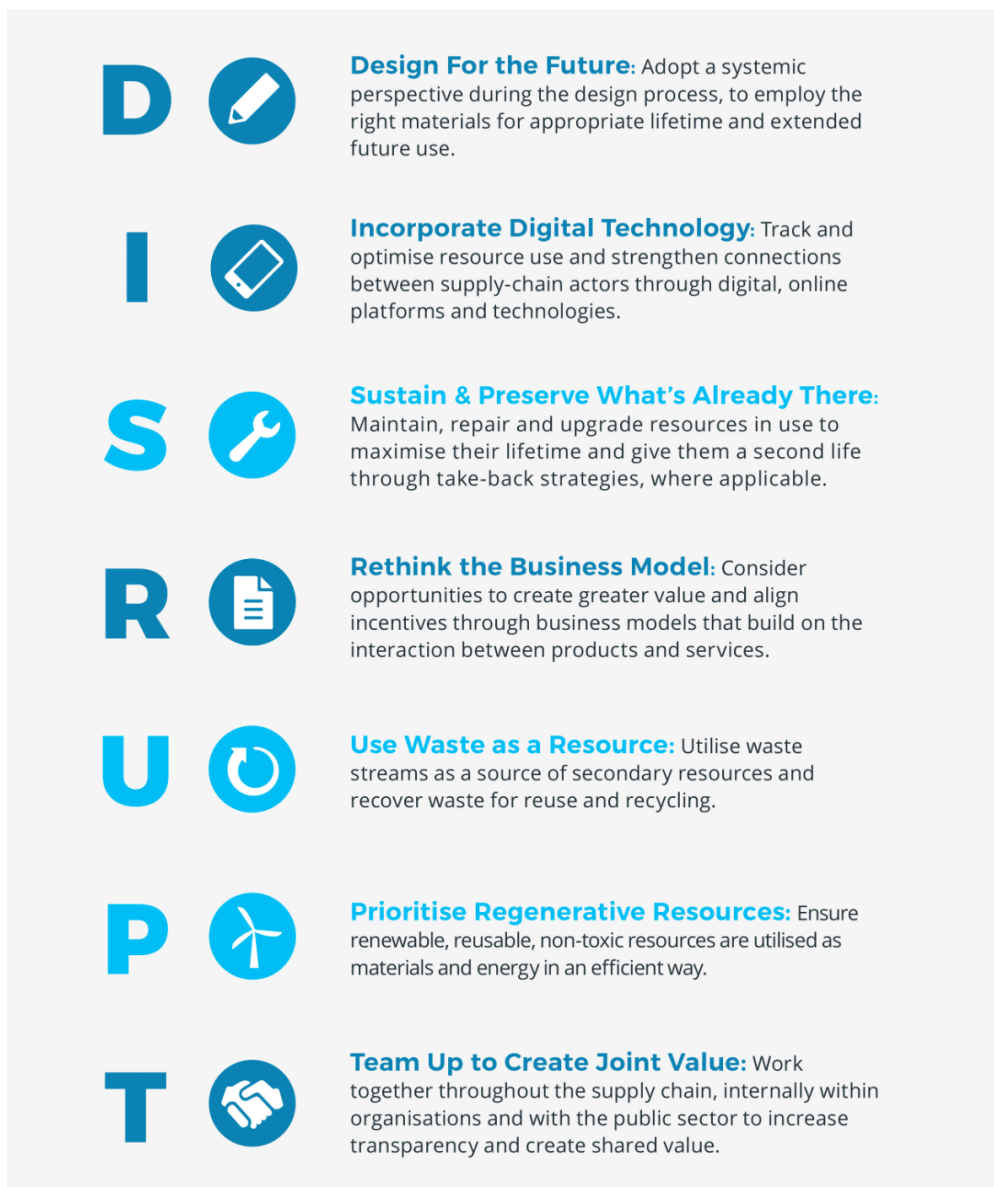 D
Design For the Future: Adopt a systemic
perspective during the design process, to employ the
right materials for appropriate lifetime and extended
future use.
I
Incorporate Digital Technology: Track and
optimise resource use and strengthen connections
between supply-chain actors through digital, online
platforms and technologies.
S
Sustain & Preserve What's Already There:
Maintain, repair and upgrade resources in use to
maximise their lifetime and give them a second life
through take-back strategies, where applicable.
R
Rethink the Business Model: Consider
opportunities to create greater value and align
incentives through business models that build on the
interaction between products and services.
U
Use Waste as a Resource: Utilise waste
streams as a source of secondary resources and
recover waste for reuse and recycling.
P
Prioritise Regenerative Resources: Ensure
renewable, reusable, non-toxic resources are utilised as
materials and energy in an efficient way.
T
Team Up to Create Joint Value: Work
together throughout the supply chain, internally within
organisations and with the public sector to increase
transparency and create shared value.